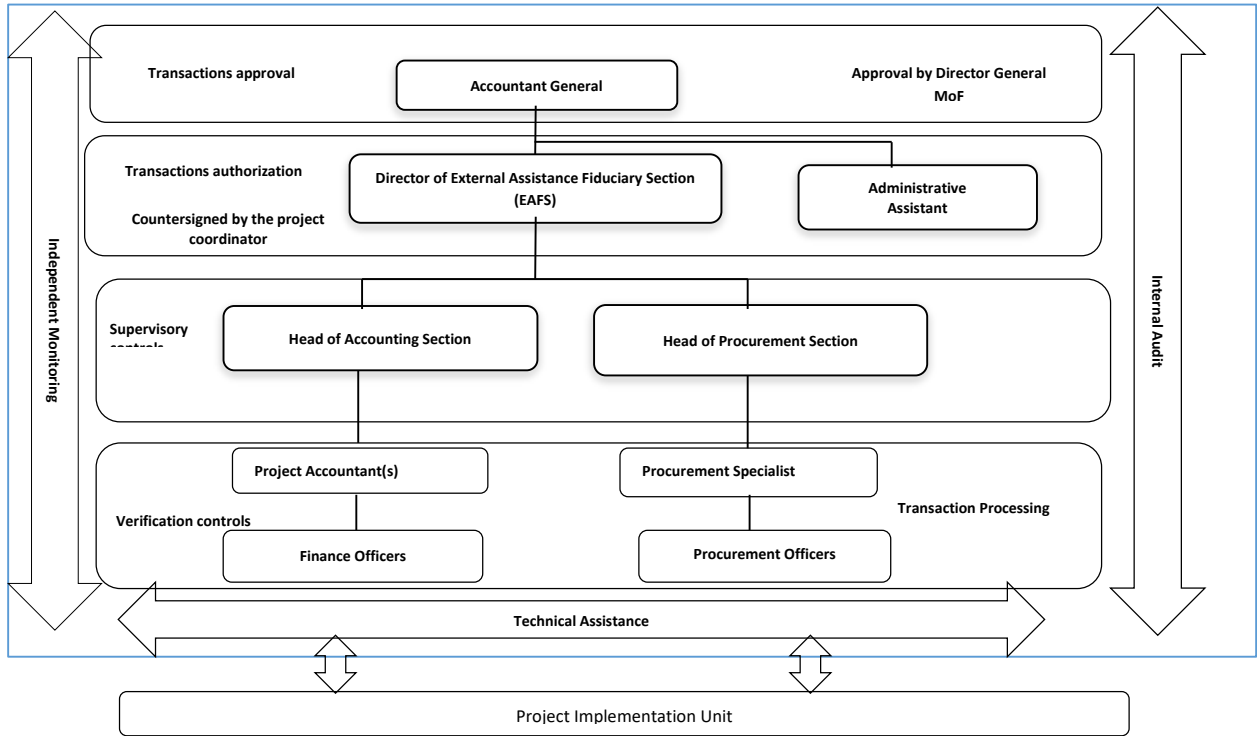 Transactions approval
Accountant General
Approval by Director General
MoF
Transactions authorization
Director of External Assistance Fiduciary Section
(EAFS)
Administrative
Assistant
Countersigned by the project
coordinator
Independent Monitoring
Internal Audit
Supervisory
controls
Head of Accounting Section
Head of Procurement Section
Project Accountant(s)
Procurement Specialist
Verification controls
Transaction Processing
Finance Officers
Procurement Officers
Technical Assistance
Project Implementation Unit